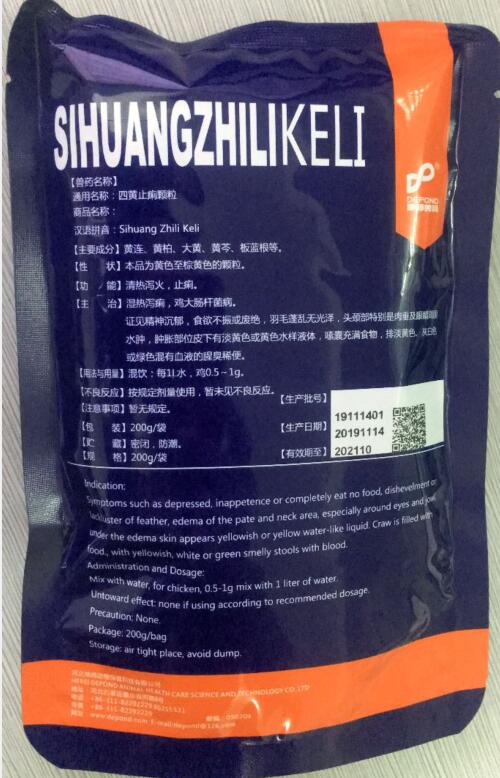 SIHUANGZHILIKELI
DEPOND
【兽药名称】
通用名称：四黄止痢颗粒
商品名称：
汉语拼音：Sihuang Zhili Keli
【主要成分】黄连、黄柏、大黄、黄芩、板蓝根等。
【性 状】本品为黄色至棕黄色的颗粒。
【功 能】清热泻火，止痢。
【主 治】湿热泻痢，鸡大肠杆菌病。
证见精神沉郁，食欲不振或废绝，羽毛蓬乱无光泽，头颈部特别是肉垂及眼睛周围
水肿，肿胀部位皮下有淡黄色或黄色水样液体，嗉囊充满食物，排淡黄色、灰白色
或绿色混有血液的腥臭稀便。
【用法与用量】混饮：每1L水，鸡0.5～1g。
【不良反应】按规定剂量使用，暂未见不良反应。
【注意事项】暂无规定。
【包 装】200g/袋
【贮 藏】密闭，防潮。
【规 格】200g/袋
【生产批号】 19111401
【生产日期】 20191114
【有效期至】 202110
Indication:
Symptoms such as depressed, inappetence or completely eat no food, dishevelment or
lackluster of feather, edema of the pate and neck area, especially around eyes and jowl
under the edema skin appears yellowish or yellow water-like liquid. Craw is filled with
food., with yellowish, white or green smelly stools with blood.
Administration and Dosage:
Mix with water, for chicken, 0.5-1g mix with 1 liter of water.
Untoward effect: none if using according to recommended dosage.
Precaution: None.
Package: 200g/bag
Storage: air tight place, avoid dump.
HEBEI DEPOND ANIMAL HEALTH CARE SCIENCE AND TECHNOLOGY CO.,LTD
www.depond.com E-mail:depond@126.com